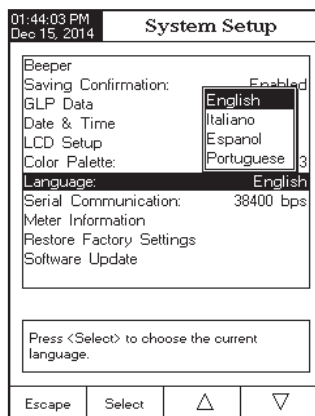 01:44:03 PM
Dec 15, 2014
System Setup
Beeper
Saving Confirmation: Enabled
GLP Data
Date & Time
LCD Setup
Color Palette: 3
Language: English
Serial Communication: 38400 bps
Meter Information
Restore Factory Settings
Software Update
English
Italiano
Espanol
Portuguese
Press <Select> to choose the current
language.
Escape Select